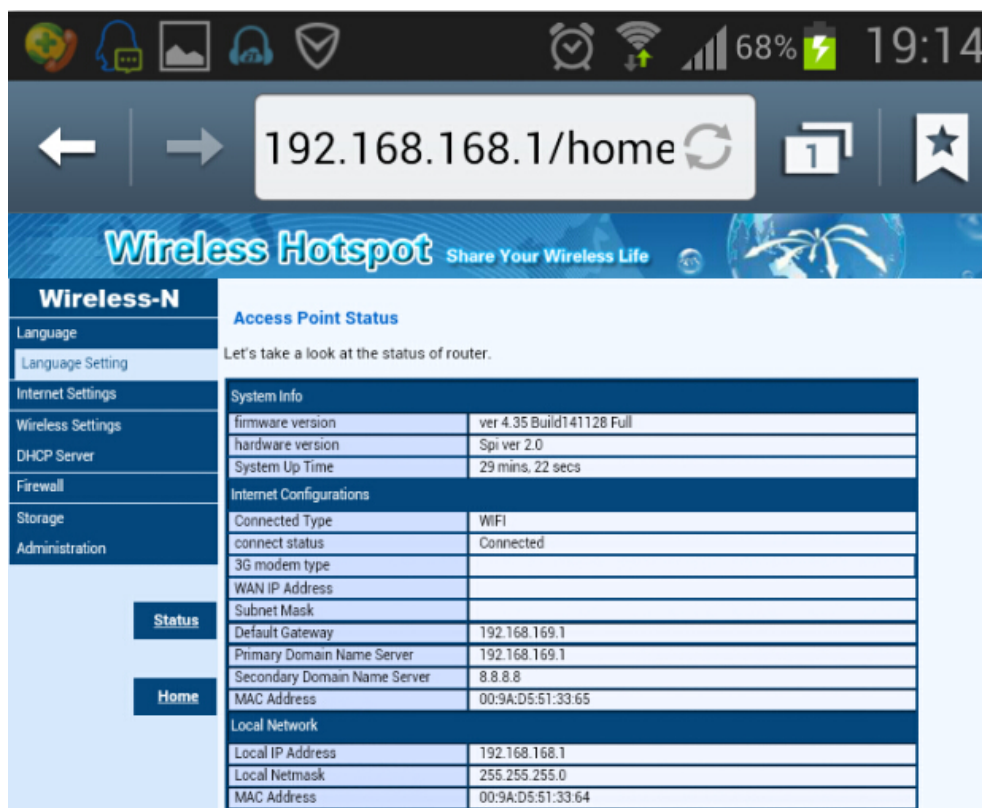 68% 19:14
192.168.168.1/home
1
Wireless Hotspot Share Your Wireless Life
Wireless-N
Language
Language Setting
Internet Settings
Wireless Settings
DHCP Server
Firewall
Storage
Administration
Status
Home
Access Point Status
Let's take a look at the status of router.
System Info
firmware version ver 4.35 Build141128 Full
hardware version Spi ver 2.0
System Up Time 29 mins, 22 secs
Internet Configurations
Connected Type WIFI
connect status Connected
3G modem type
WAN IP Address
Subnet Mask
Default Gateway 192.168.169.1
Primary Domain Name Server 192.168.169.1
Secondary Domain Name Server 8.8.8.8
MAC Address 00:9A:D5:51:33:65
Local Network
Local IP Address 192.168.168.1
Local Netmask 255.255.255.0
MAC Address 00:9A:D5:51:33:64